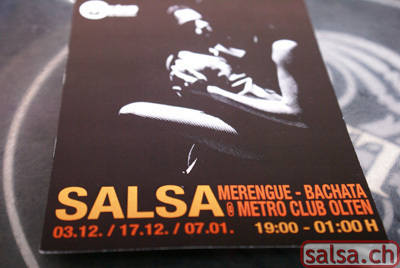 SALSA
MERENGUE - BACHATA
@ METRO CLUB OLTEN
03.12. / 17.12. / 07.01. 19:00 - 01:00 H
salsa.ch